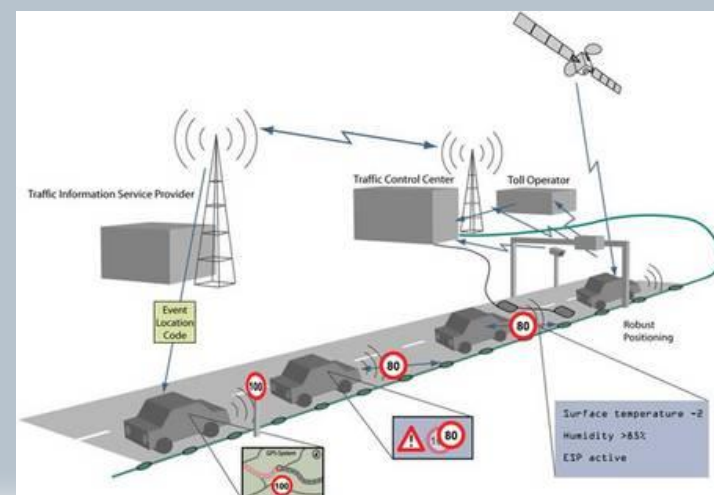 Traffic Control Center
Toll Operator
Traffic Information Service Provider
Event
Location
Code
Robust
Positioning
80
100
80
Surface temperature -2
Humidity >85%
ESP active
80
GPS System
100